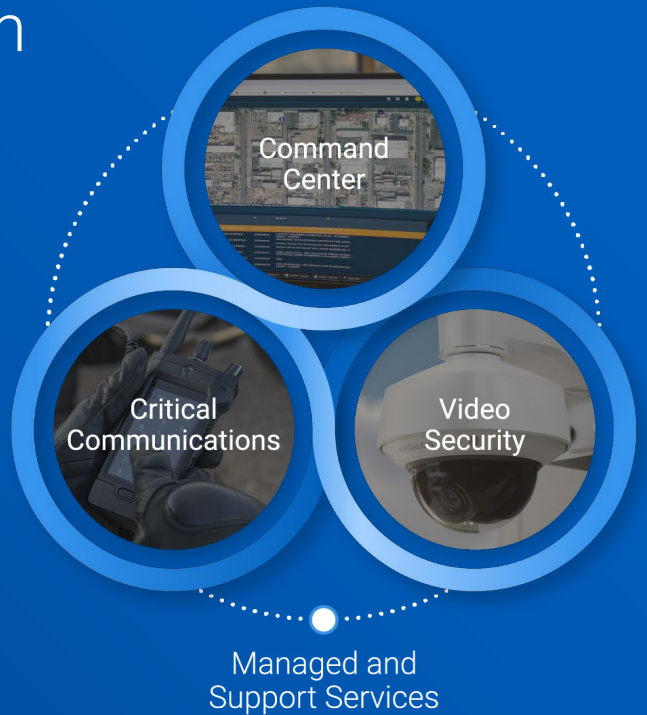 n
Command
Center
Critical
Communications
Video
Security
Managed and
Support Services